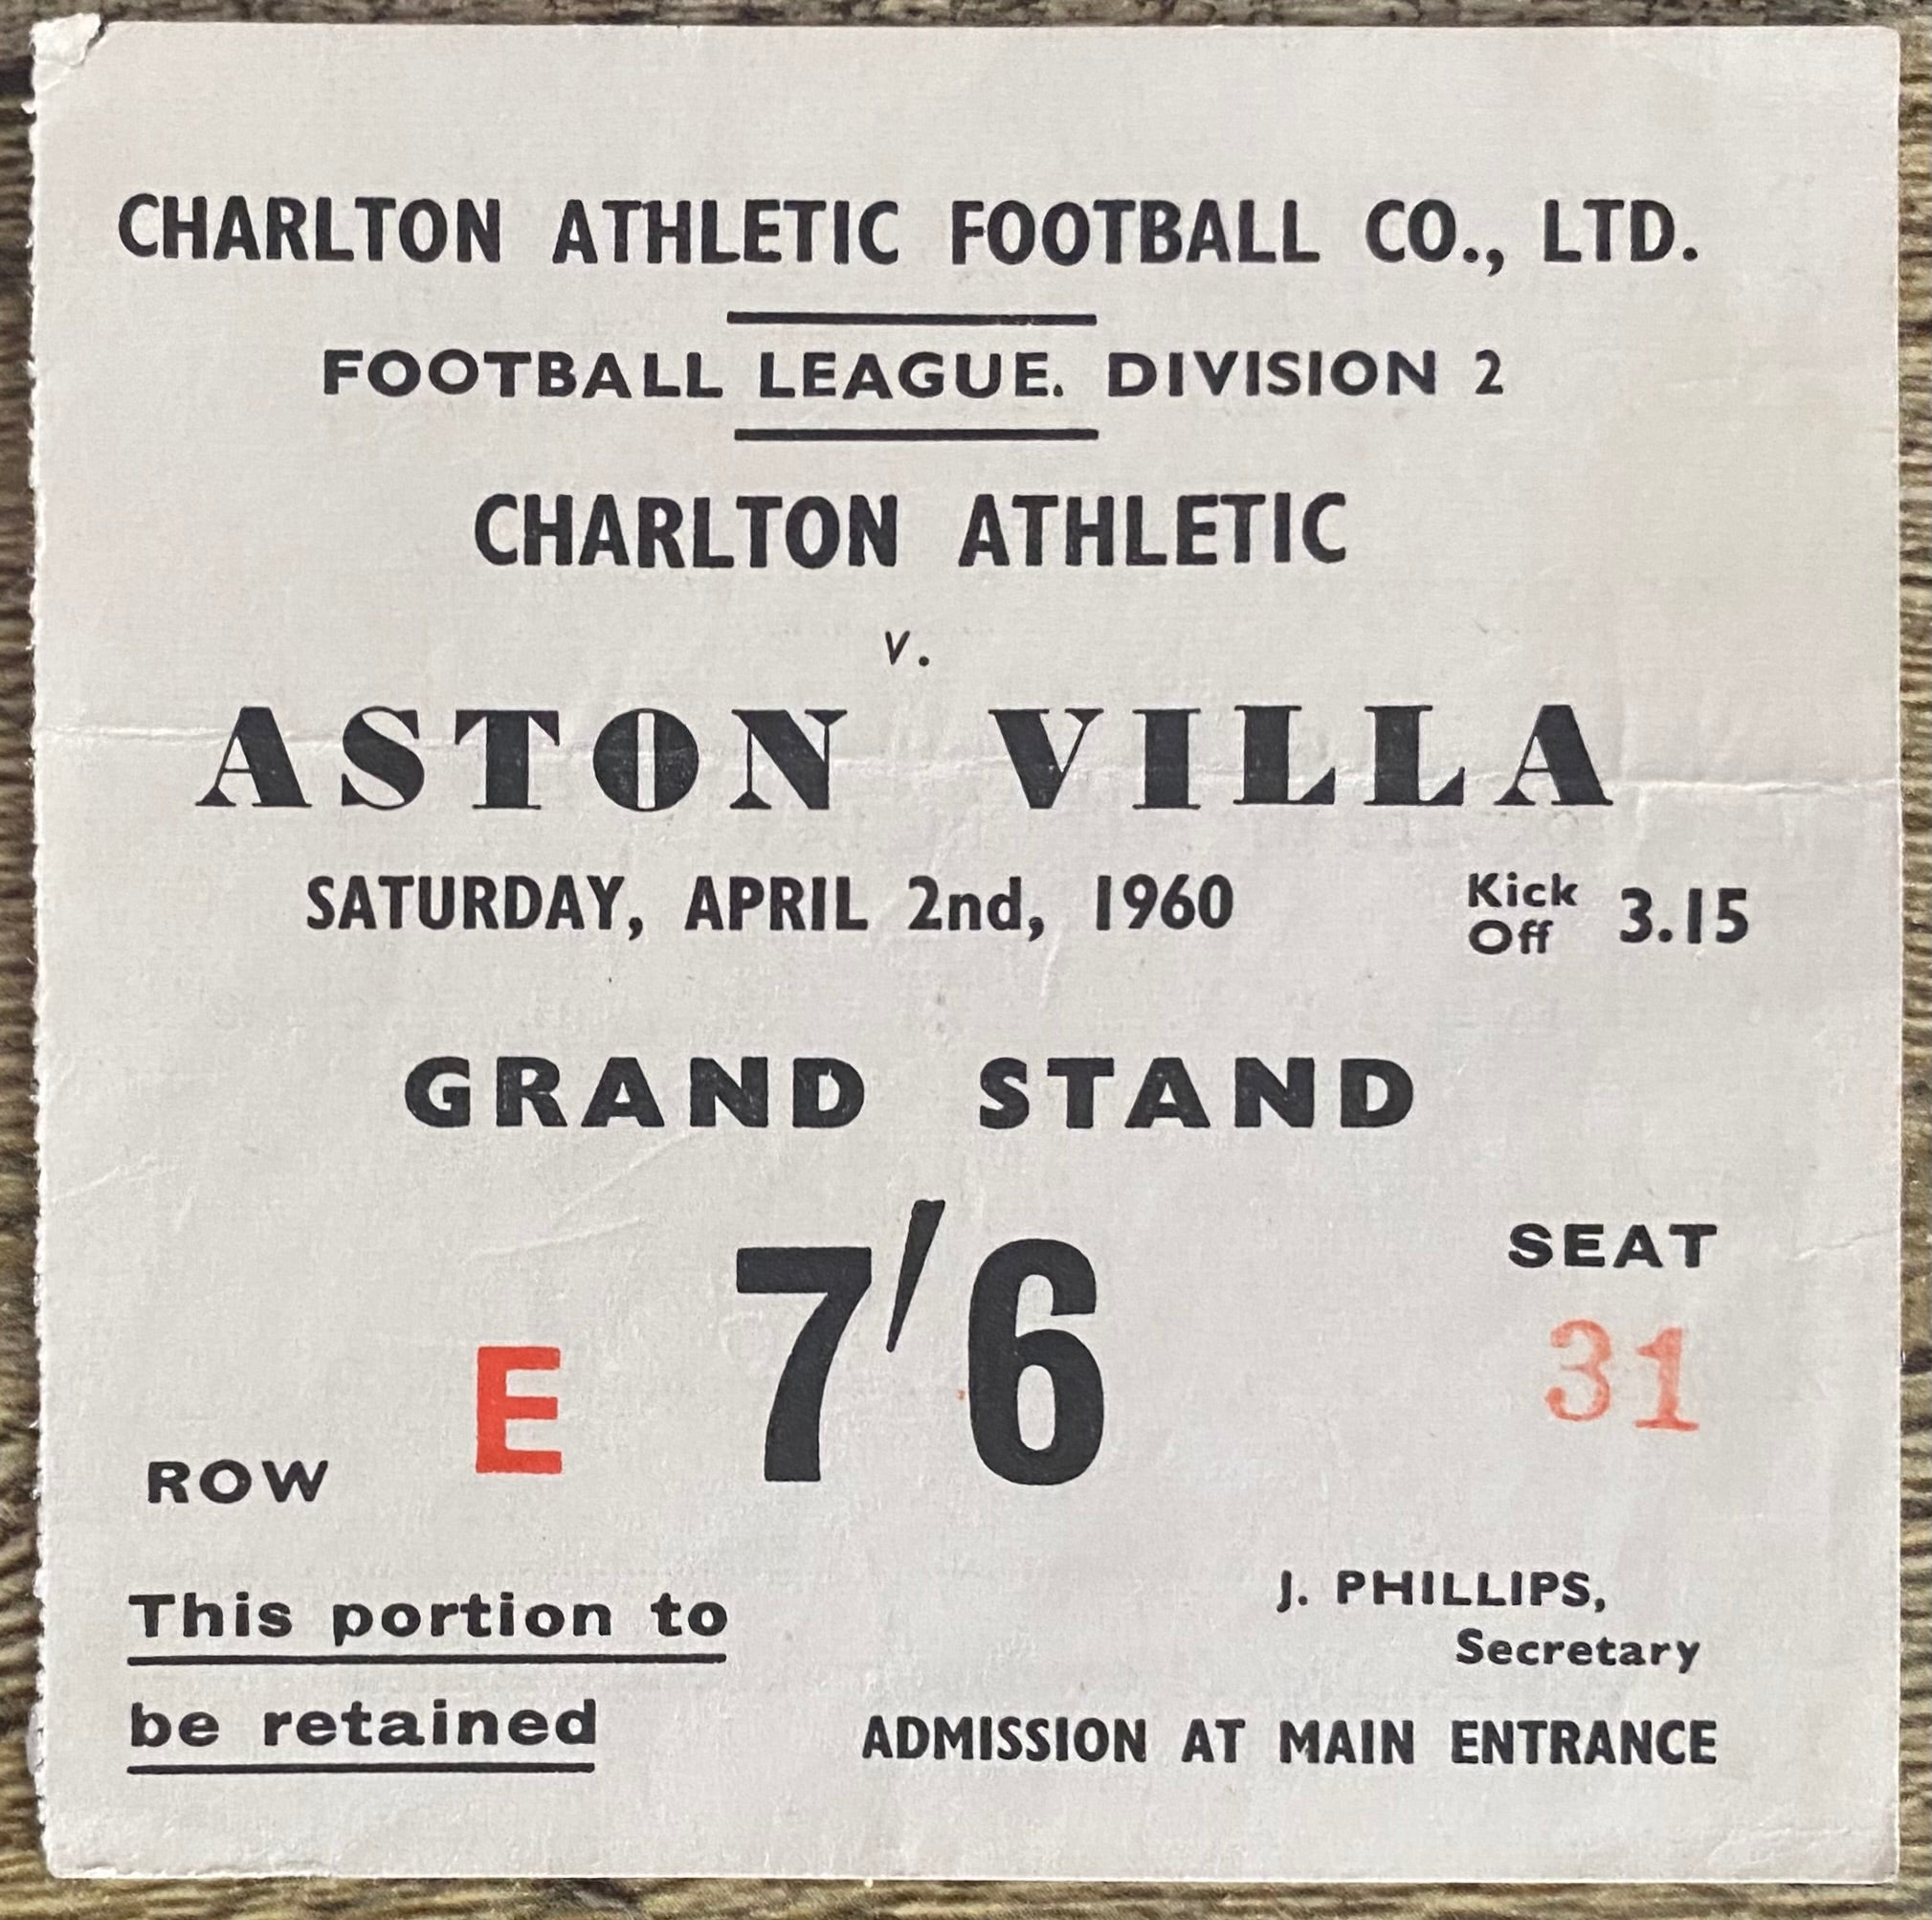 CHARLTON ATHLETIC FOOTBALL CO., LTD.
FOOTBALL LEAGUE. DIVISION 2
CHARLTON ATHLETIC
v.
ASTON VILLA
SATURDAY, APRIL 2nd, 1960 Kick Off 3.15
GRAND STAND
SEAT
ROW E 7/6 31
This portion to
be retained
J. PHILLIPS,
Secretary
ADMISSION AT MAIN ENTRANCE